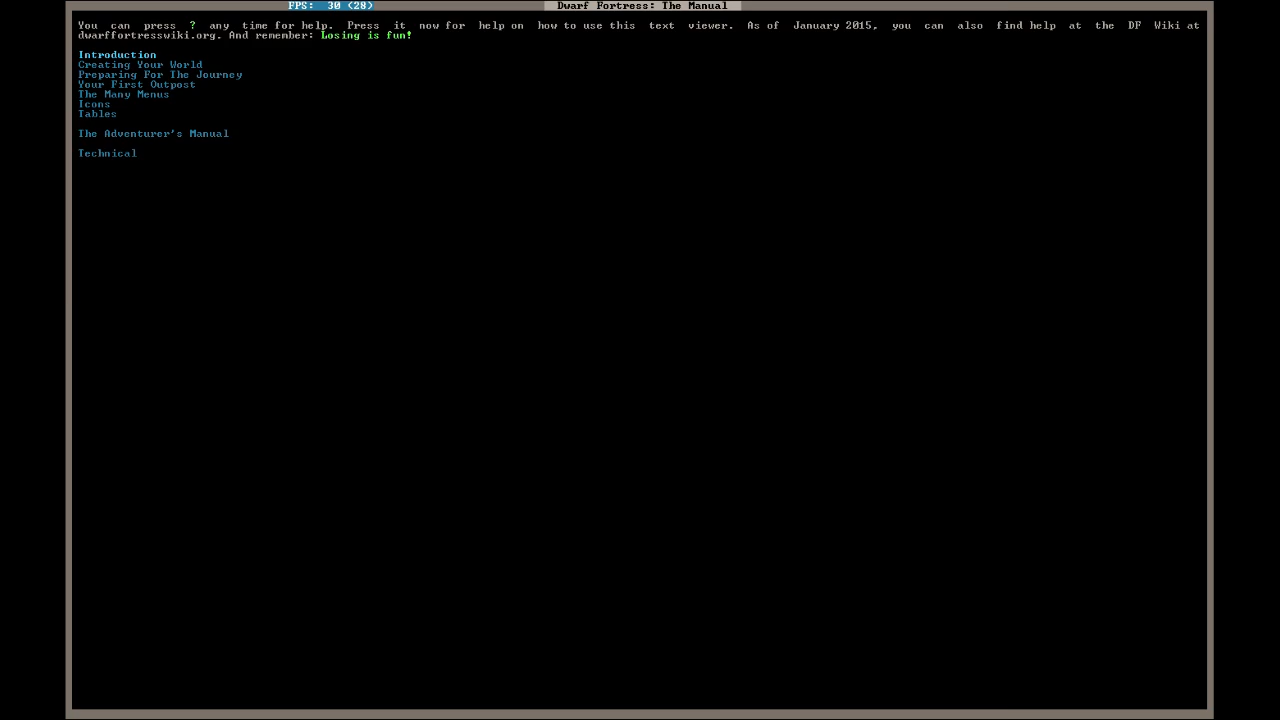 FPS: 30 (28)
Dwarf Fortress: The Manual
You can press ? any time for help. Press it now for help on how to use this text viewer. As of January 2015, you can also find help at the DF Wiki at
dwarffortresswiki.org. And remember: Losing is fun!
Introduction
Creating Your World
Preparing For The Journey
Your First Outpost
The Many Menus
Icons
Tables
The Adventurer's Manual
Technical